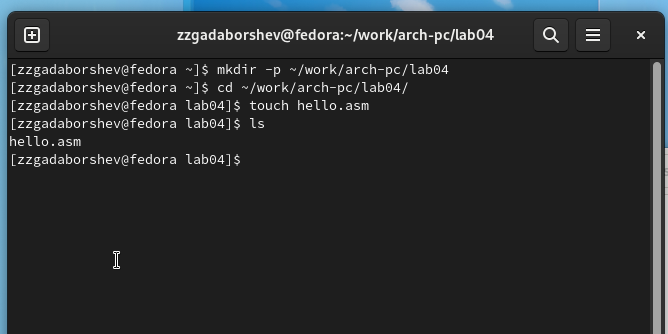 zzgadaborshev@fedora:~/work/arch-pc/lab04
[zzgadaborshev@fedora ~]$ mkdir -p ~/work/arch-pc/lab04
[zzgadaborshev@fedora ~]$ cd ~/work/arch-pc/lab04/
[zzgadaborshev@fedora lab04]$ touch hello.asm
[zzgadaborshev@fedora lab04]$ ls
hello.asm
[zzgadaborshev@fedora lab04]$